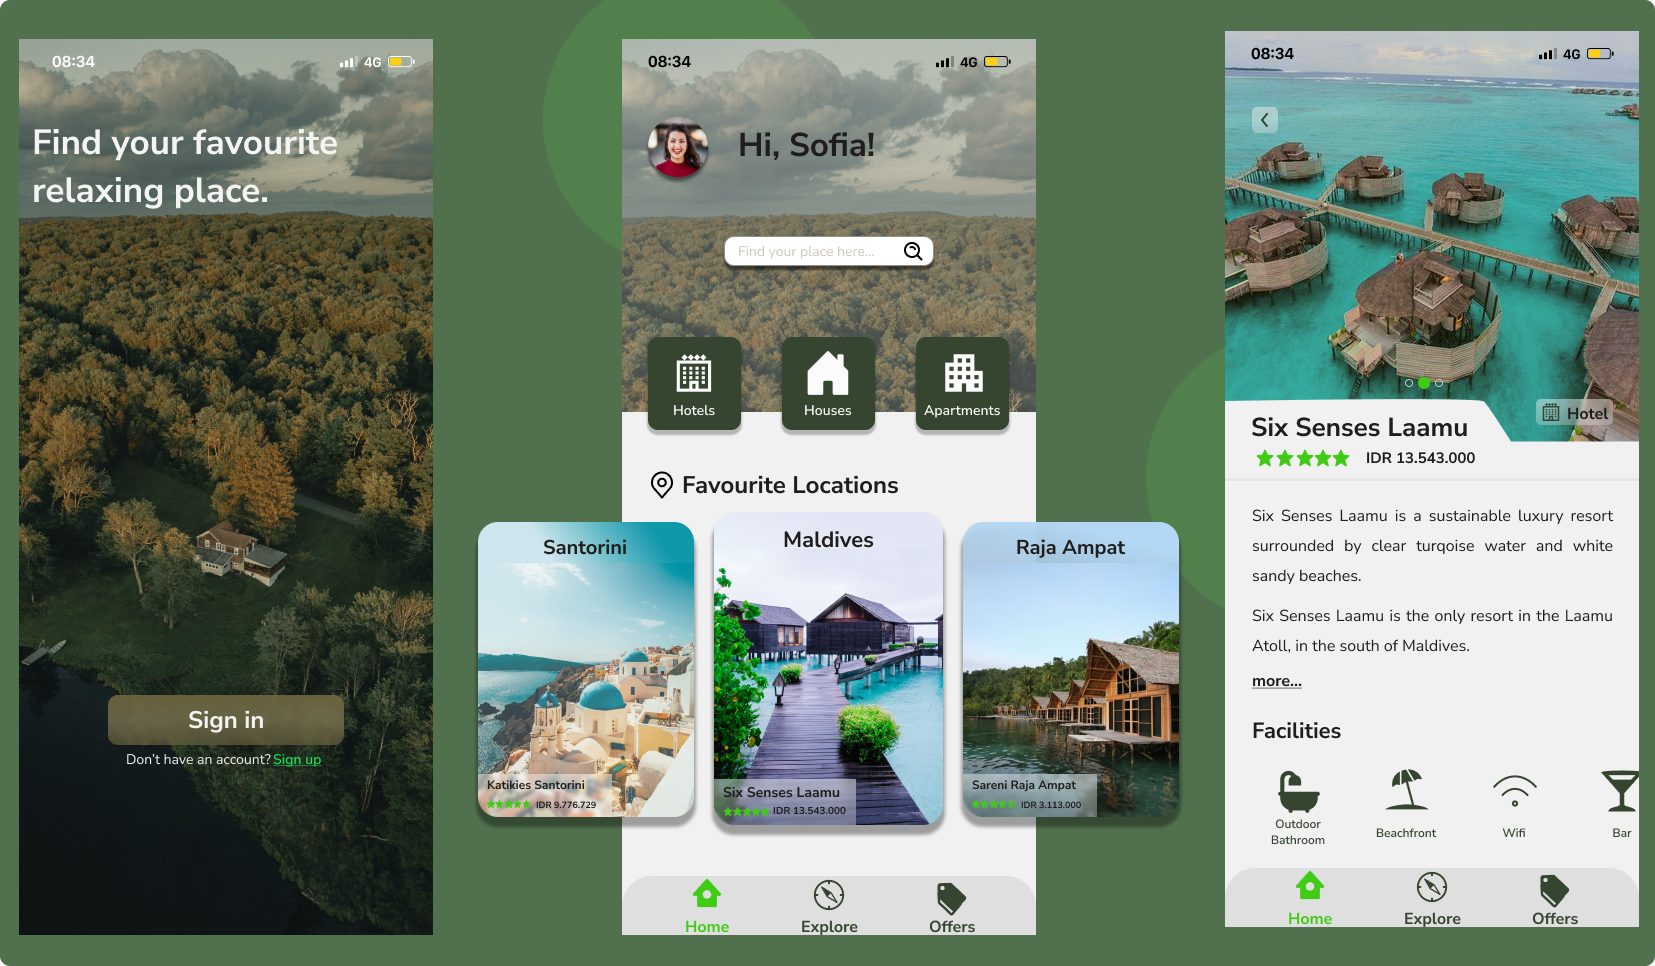 08:34
4G
Find your favourite
relaxing place.
Sign in
Don't have an account? Sign up
08:34
4G
Hi, Sofia!
Find your place here...
Hotels
Houses
Apartments
Favourite Locations
Santorini
Katikies Santorini
IDR 9.776.729
Maldives
Six Senses Laamu
IDR 13.543.000
Raja Ampat
Sareni Raja Ampat
IDR 3.113.000
Home
Explore
Offers
08:34
4G
Hotel
Six Senses Laamu
IDR 13.543.000
Six Senses Laamu is a sustainable luxury resort
surrounded by clear turqoise water and white
sandy beaches.
Six Senses Laamu is the only resort in the Laamu
Atoll, in the south of Maldives.
more...
Facilities
Outdoor
Bathroom
Beachfront
Wifi
Bar
Home
Explore
Offers